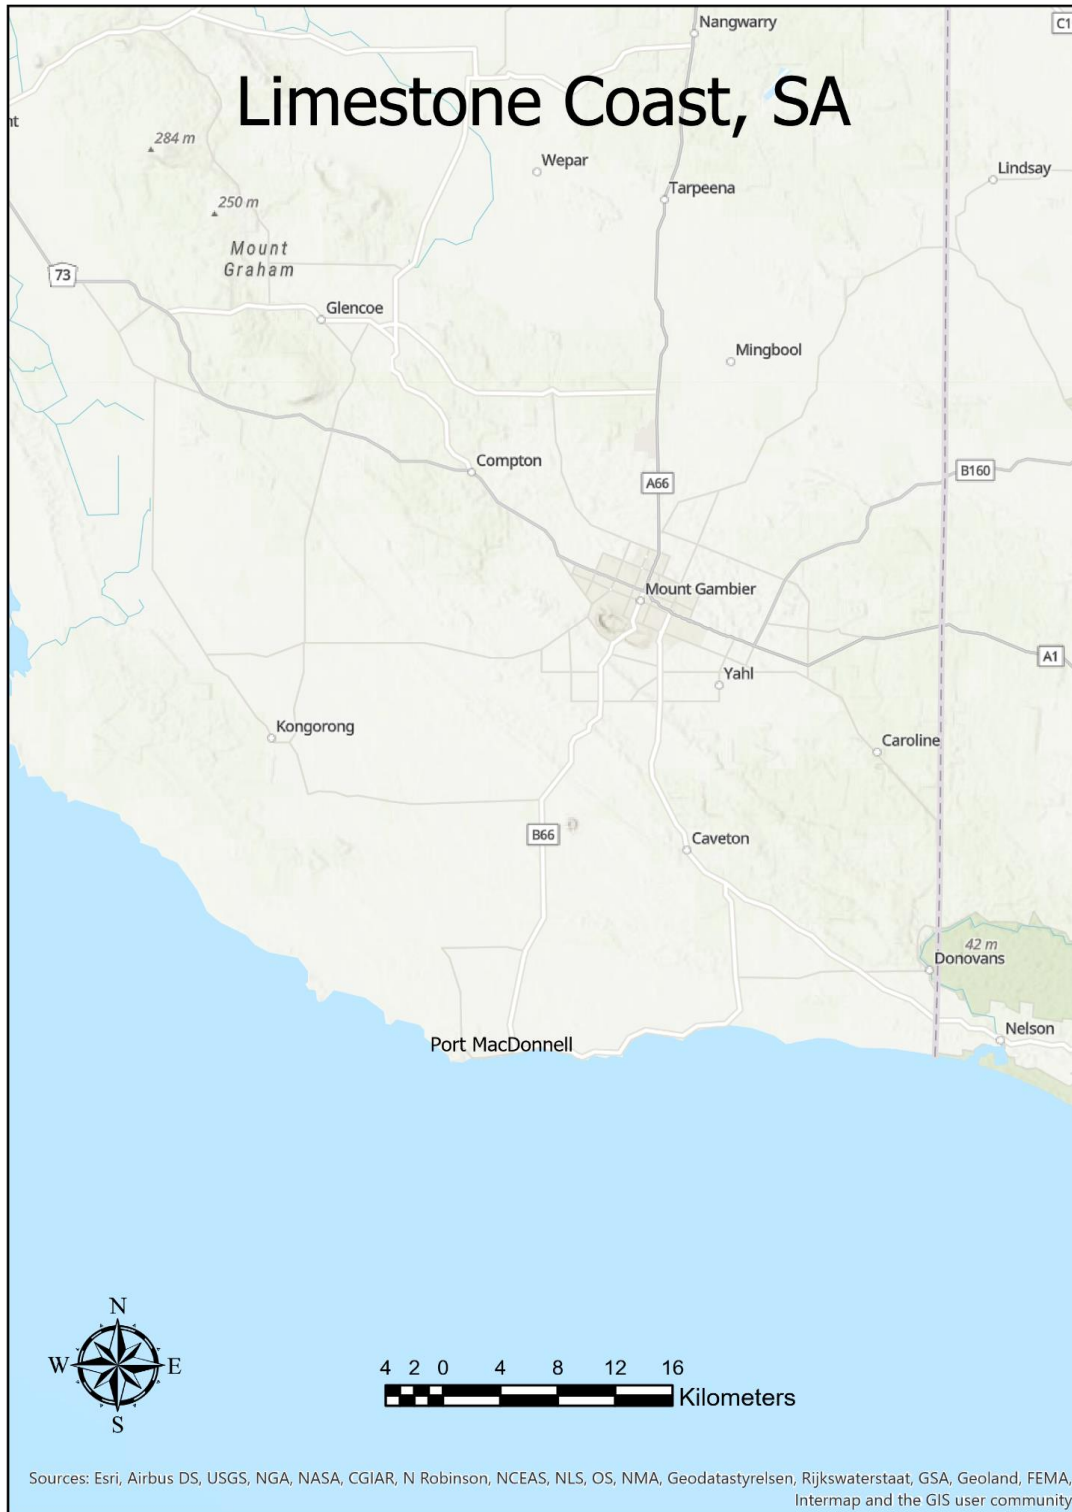 Nangwarry
C1
Limestone Coast, SA
nt
284 m
Wepar
Lindsay
Tarpeena
250 m
Mount
Graham
73
Glencoe
Mingbool
Compton
B160
A66
Mount Gambier
A1
Yahl
Kongorong
Caroline
B66
Caveton
42 m
Donovans
Nelson
Port MacDonnell
N
W
E
S
4 2 0 4 8 12 16
Kilometers
Sources: Esri, Airbus DS, USGS, NGA, NASA, CGIAR, N Robinson, NCEAS, NLS, OS, NMA, Geodatastyrelsen, Rijkswaterstaat, GSA, Geoland, FEMA,
Intermap and the GIS user community